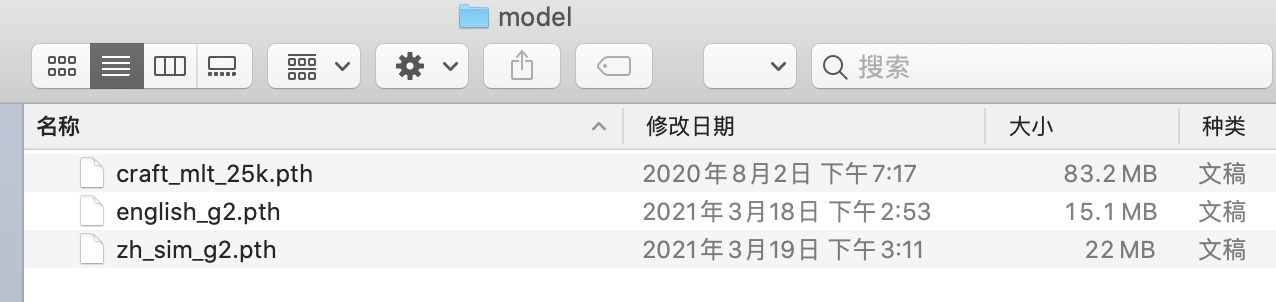 model
搜索
名称 修改日期 大小 种类
craft_mlt_25k.pth 2020年8月2日 下午7:17 83.2 MB 文稿
english_g2.pth 2021年3月18日 下午2:53 15.1 MB 文稿
zh_sim_g2.pth 2021年3月19日 下午3:11 22 MB 文稿